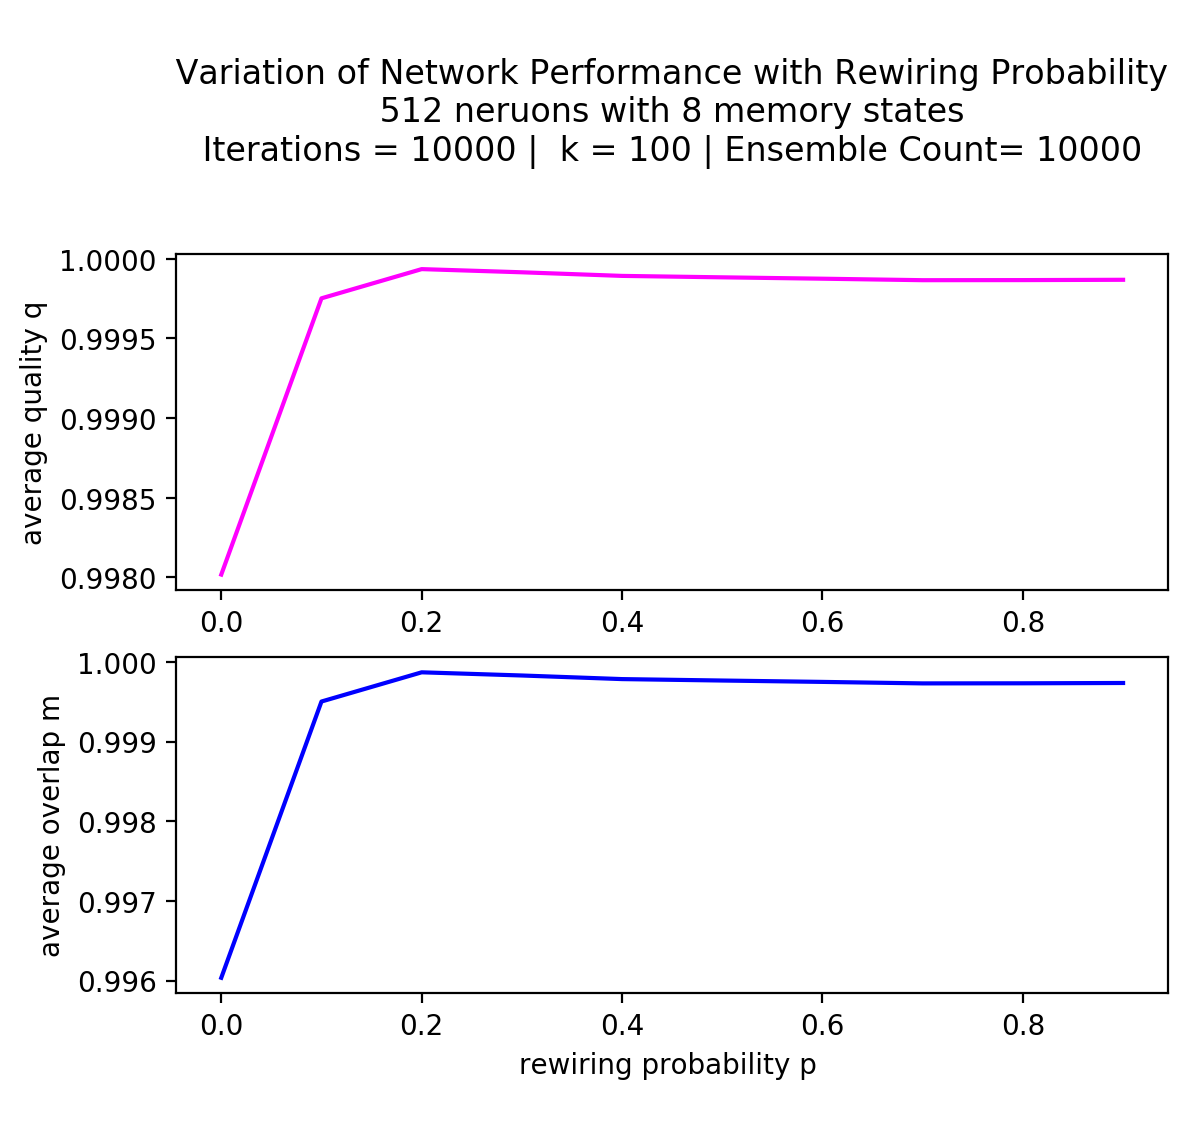 Variation of Network Performance with Rewiring Probability
512 neruons with 8 memory states
Iterations = 10000 |  k = 100 | Ensemble Count= 10000
1.0000
0.9995
0.9990
0.9985
0.9980
average quality q
0.0 0.2 0.4 0.6 0.8
1.000
0.999
0.998
0.997
0.996
average overlap m
0.0 0.2 0.4 0.6 0.8
rewiring probability p